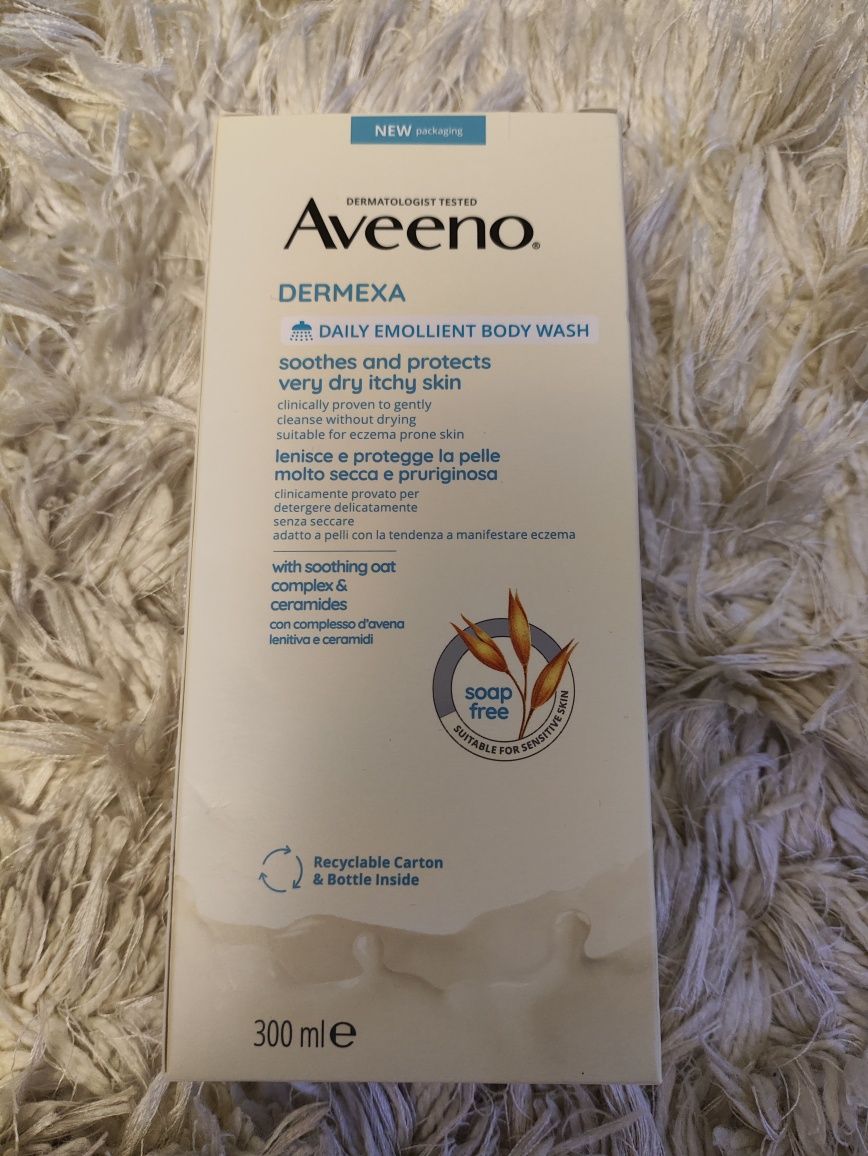 NEW packaging
DERMATOLOGIST TESTED
Aveeno®
DERMEXA
DAILY EMOLLIENT BODY WASH
soothes and protects
very dry itchy skin
clinically proven to gently
cleanse without drying
suitable for eczema prone skin
lenisce e protegge la pelle
molto secca e pruriginosa
clinicamente provato per
detergere delicatamente
senza seccare
adatto a pelli con la tendenza a manifestare eczema
with soothing oat
complex &
ceramides
con complesso d'avena
lenitiva e ceramidi
soap
free
SUITABLE FOR SENSITIVE SKIN
Recyclable Carton
& Bottle Inside
300 ml ℮